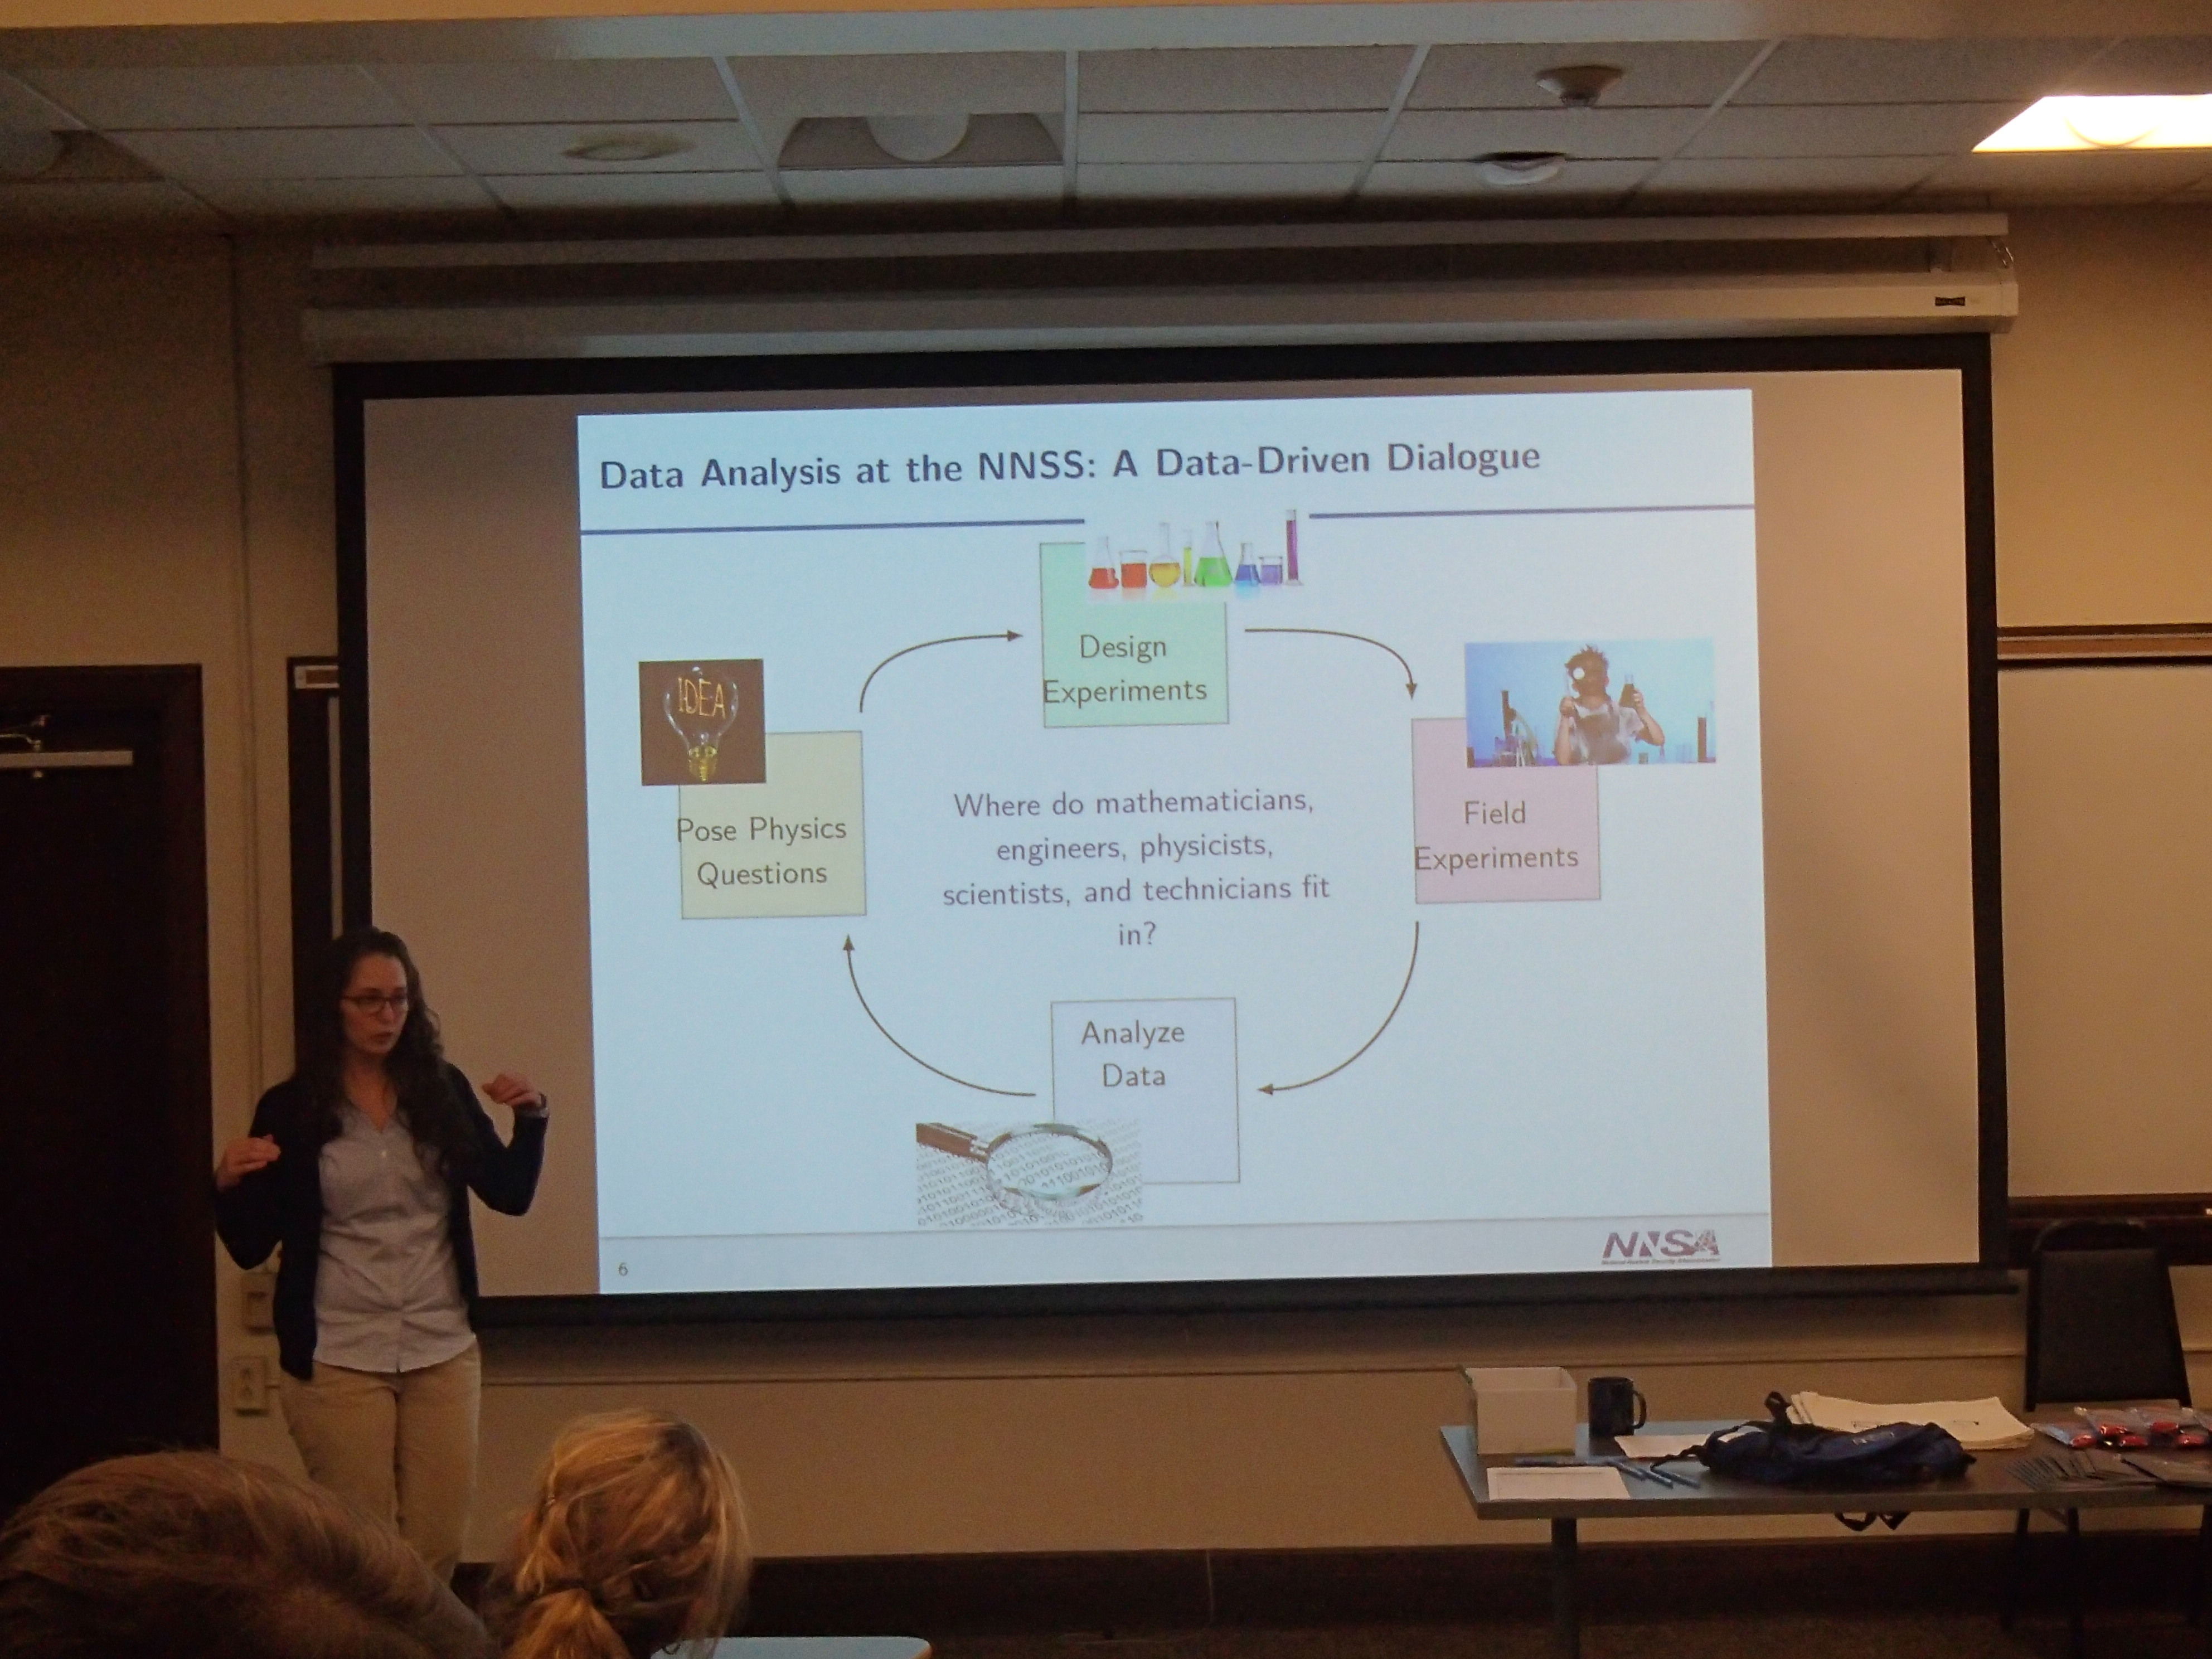 Data Analysis at the NNSS: A Data-Driven Dialogue
Design
Experiments
IDEA
Pose Physics
Questions
Where do mathematicians,
engineers, physicists,
scientists, and technicians fit
in?
Field
Experiments
Analyze
Data
6
NNSA